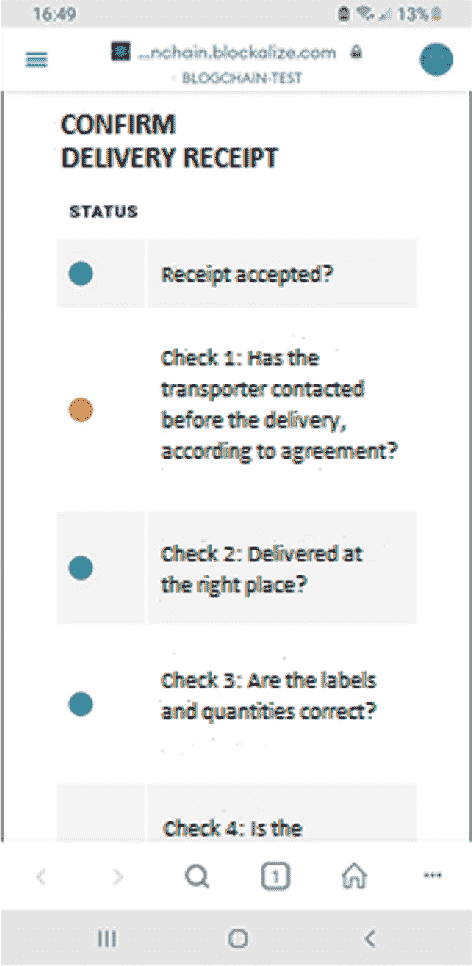 16:49
13%
...nchain.blockalize.com
BLOGCHAIN-TEST
CONFIRM
DELIVERY RECEIPT
STATUS
Receipt accepted?
Check 1: Has the
transporter contacted
before the delivery,
according to agreement?
Check 2: Delivered at
the right place?
Check 3: Are the labels
and quantities correct?
Check 4: Is the
1